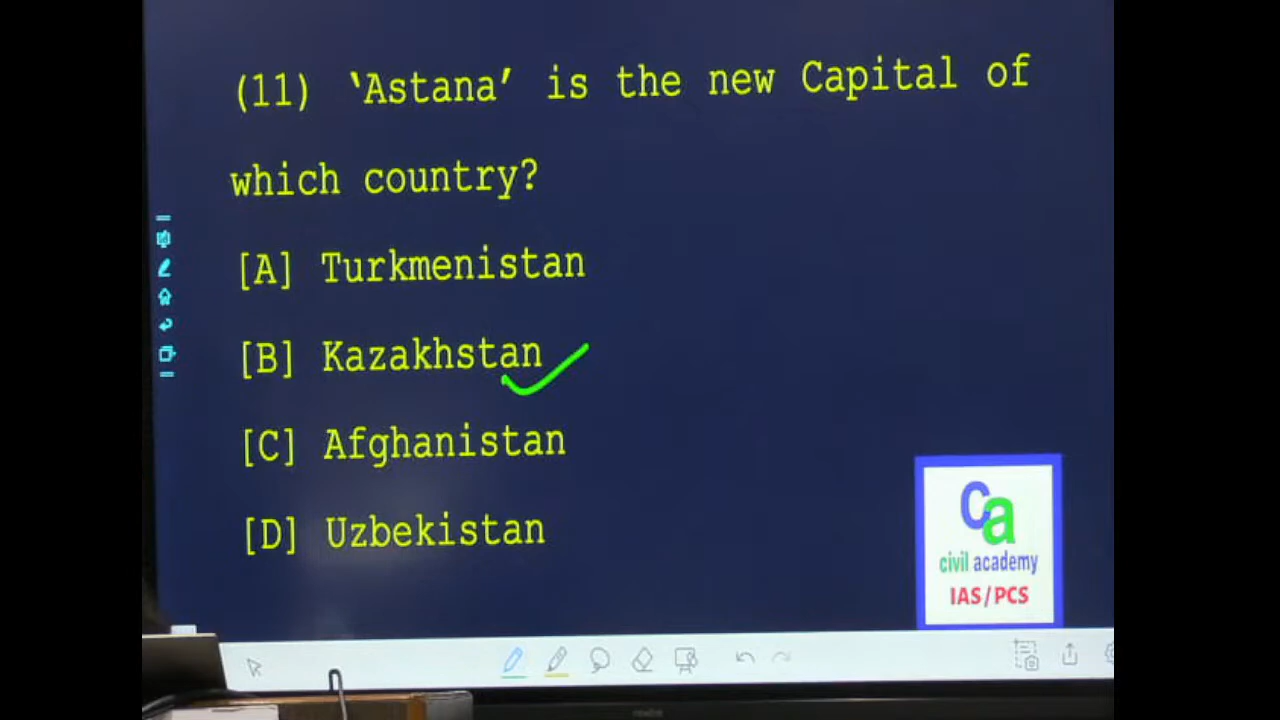 (11) ‘Astana’ is the new Capital of
which country?
[A] Turkmenistan
[B] Kazakhstan
[C] Afghanistan
[D] Uzbekistan
ca
civil academy
IAS/PCS